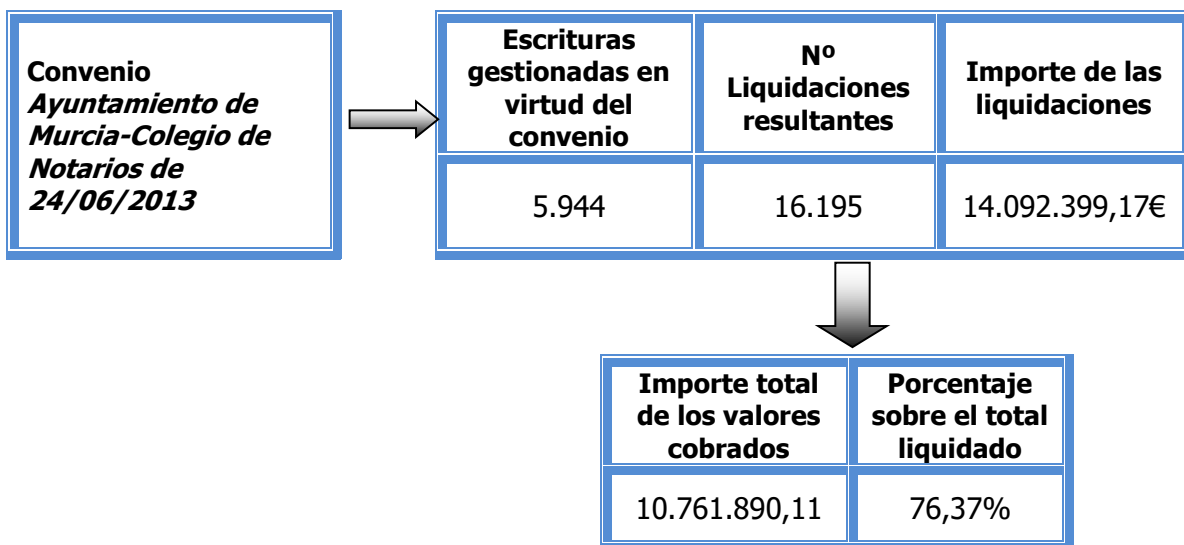 Convenio
Ayuntamiento de
Murcia-Colegio de
Notarios de
24/06/2013
Escrituras
gestionadas en
virtud del
convenio
Nº
Liquidaciones
resultantes
Importe de las
liquidaciones
5.944
16.195
14.092.399,17€
Importe total
de los valores
cobrados
Porcentaje
sobre el total
liquidado
10.761.890,11
76,37%